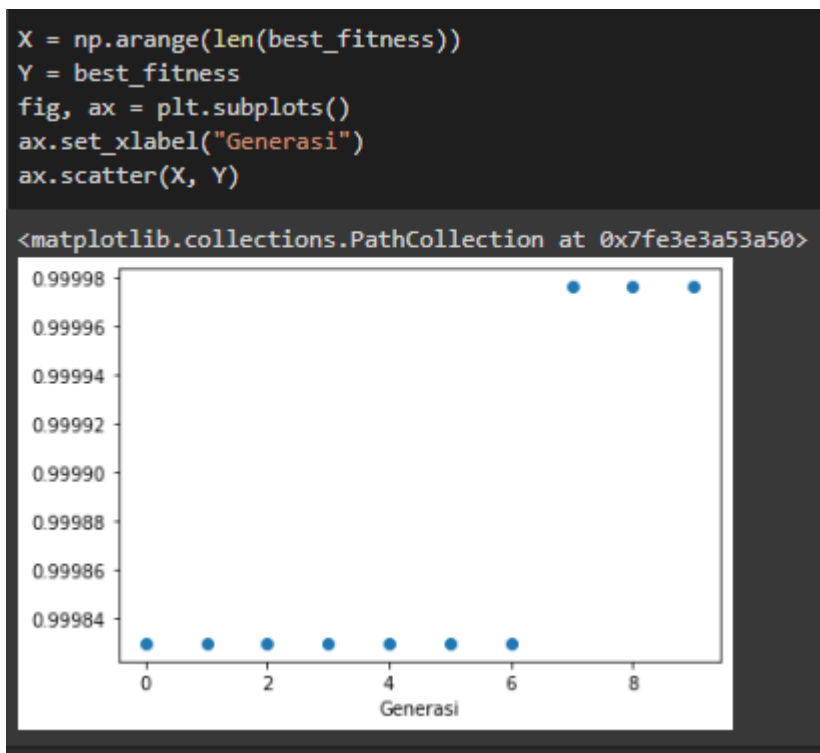 X = np.arange(len(best_fitness))
Y = best_fitness
fig, ax = plt.subplots()
ax.set_xlabel("Generasi")
ax.scatter(X, Y)
<matplotlib.collections.PathCollection at 0x7fe3e3a53a50>
0.99998
0.99996
0.99994
0.99992
0.99990
0.99988
0.99986
0.99984
0 2 4 6 8
Generasi